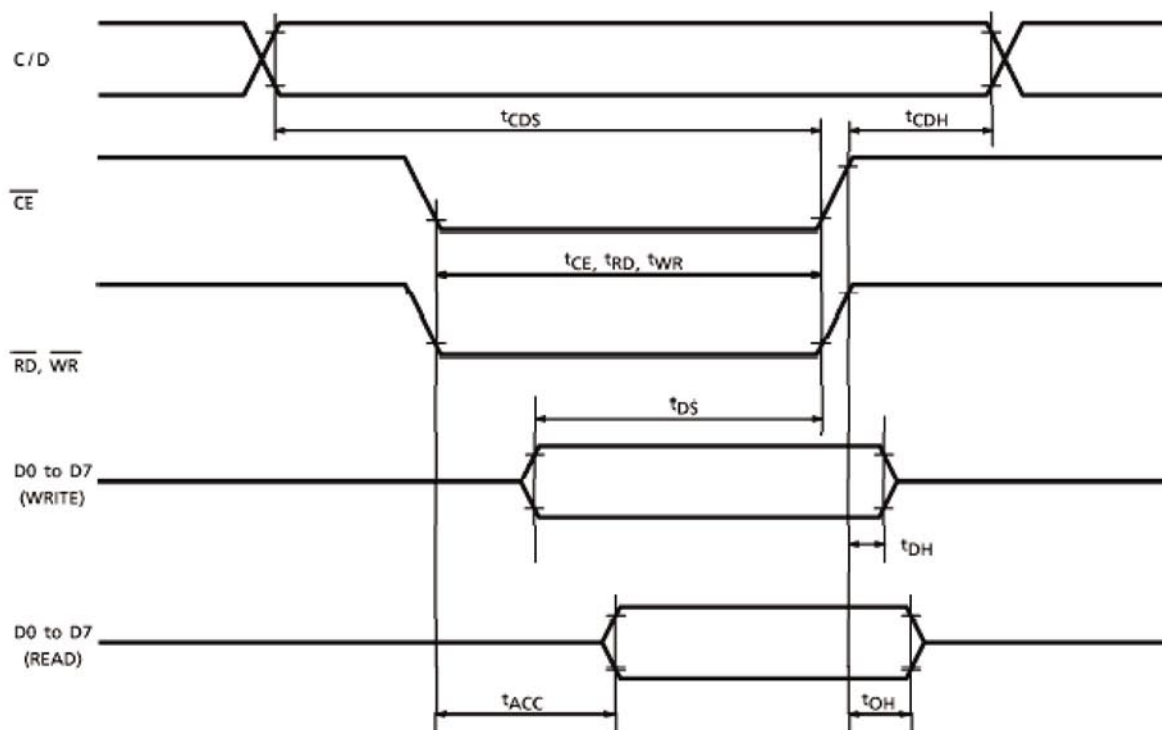 C/D
tCDS
tCDH
CE
tCE, tRD, tWR
RD, WR
tDS
D0 to D7
(WRITE)
tDH
D0 to D7
(READ)
tACC
tOH